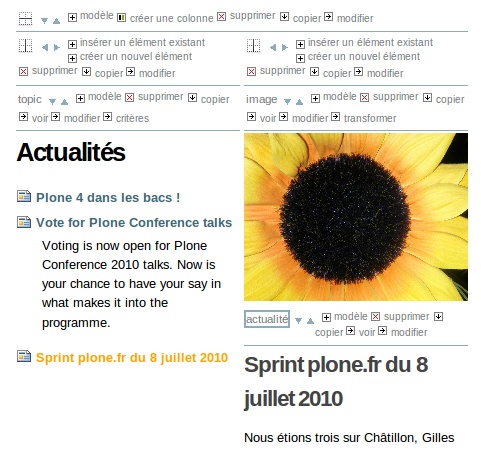 modèle créer une colonne supprimer copier modifier
insérer un élément existant
créer un nouvel élément
supprimer copier modifier
insérer un élément existant
créer un nouvel élément
supprimer copier modifier
topic modèle supprimer copier
voir modifier critères
image modèle supprimer copier
voir modifier transformer
Actualités
Plone 4 dans les bacs !
Vote for Plone Conference talks
Voting is now open for Plone
Conference 2010 talks. Now is
your chance to have your say in
what makes it into the
programme.
Sprint plone.fr du 8 juillet 2010
actualité modèle supprimer
copier voir modifier
Sprint plone.fr du 8
juillet 2010
Nous étions trois sur Châtillon, Gilles